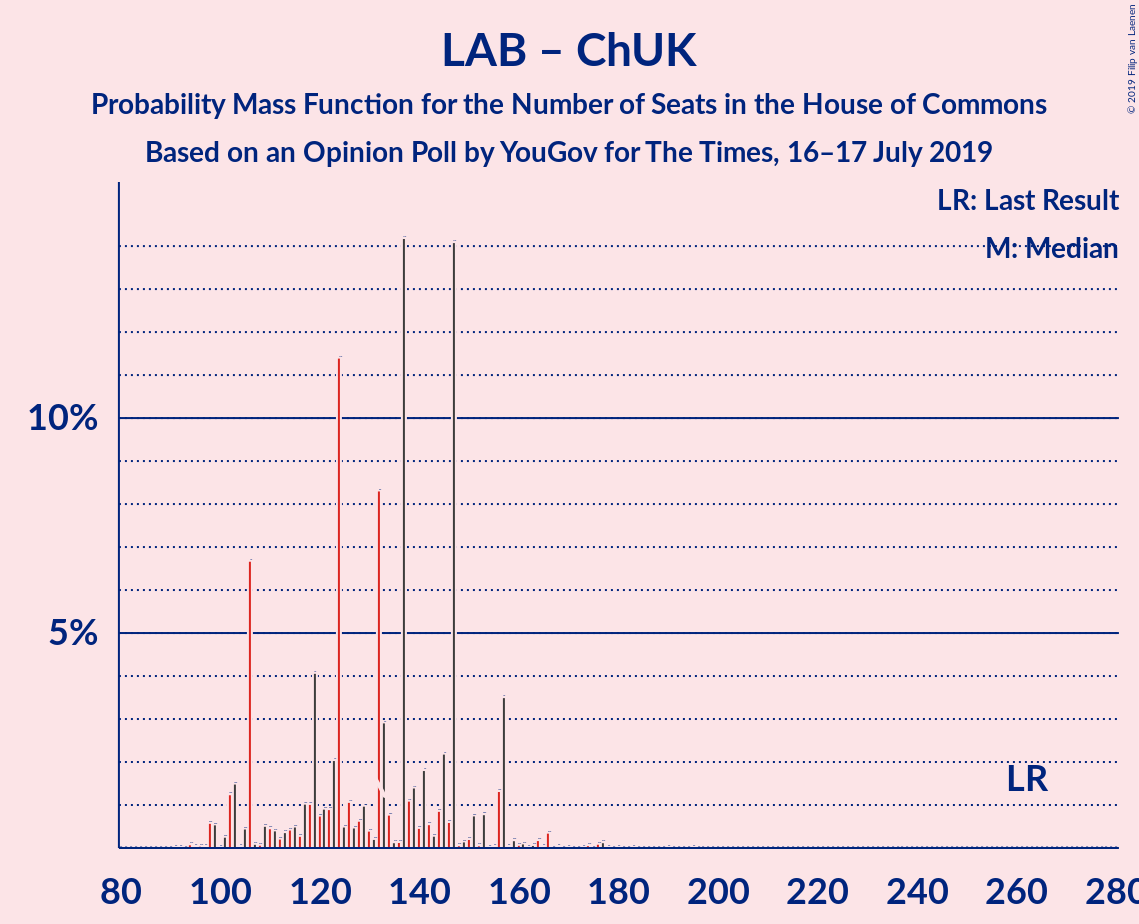 LAB – ChUK
Probability Mass Function for the Number of Seats in the House of Commons
Based on an Opinion Poll by YouGov for The Times, 16–17 July 2019
© 2019 Filip van Laenen
LR: Last Result
M: Median
10%
5%
LR
80 100 120 140 160 180 200 220 240 260 280